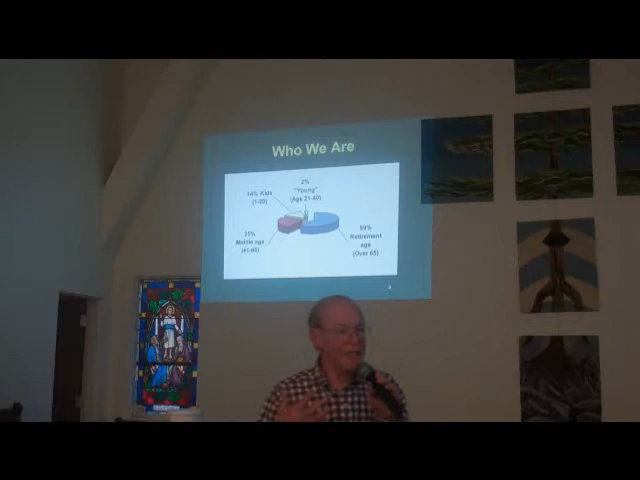 Who We Are
2%
"Young"
(Age 21-40)
14% Kids
(1-20)
25%
Middle age
(41-65)
59%
Retirement
age
(Over 65)